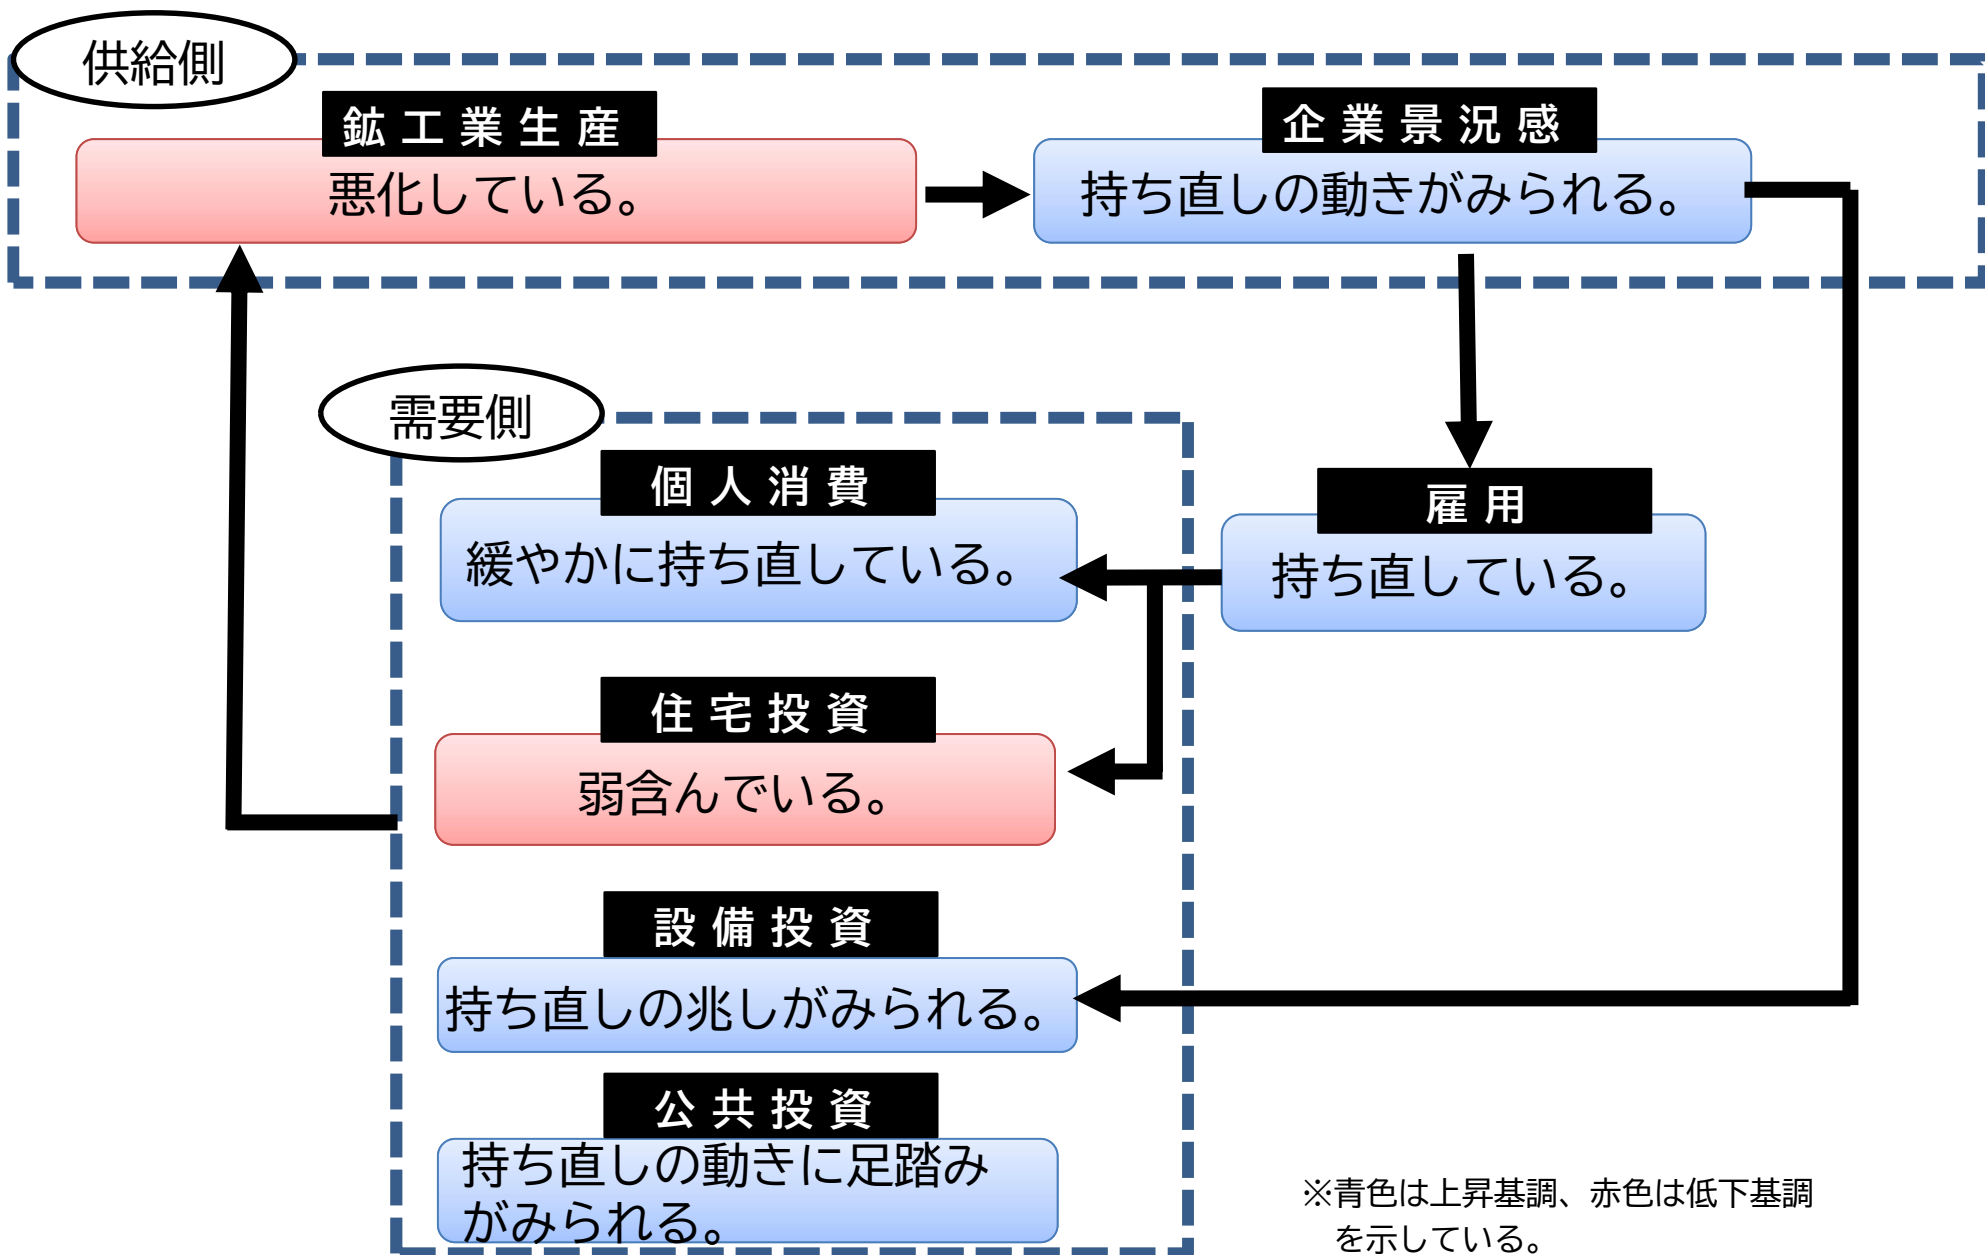 供給側
鉱工業生産
悪化している。
企業景況感
持ち直しの動きがみられる。
需要側
個人消費
緩やかに持ち直している。
雇用
持ち直している。
住宅投資
弱含んでいる。
設備投資
持ち直しの兆しがみられる。
公共投資
持ち直しの動きに足踏み
がみられる。
※青色は上昇基調、赤色は低下基調
を示している。